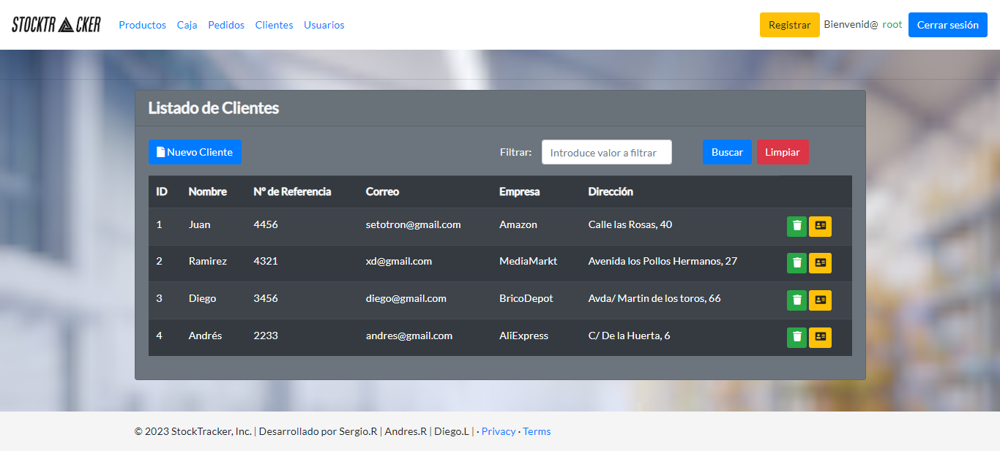 STOCKTR CKER Productos Caja Pedidos Clientes Usuarios Registrar Bienvenid@ root Cerrar sesión
Listado de Clientes
Nuevo Cliente Filtrar: Introduce valor a filtrar Buscar Limpiar
ID Nombre Nº de Referencia Correo Empresa Dirección
1 Juan 4456 setotron@gmail.com Amazon Calle las Rosas, 40
2 Ramirez 4321 xd@gmail.com MediaMarkt Avenida los Pollos Hermanos, 27
3 Diego 3456 diego@gmail.com BricoDepot Avda/ Martin de los toros, 66
4 Andrés 2233 andres@gmail.com AliExpress C/ De la Huerta, 6
© 2023 StockTracker, Inc. | Desarrollado por Sergio.R | Andres.R | Diego.L | · Privacy · Terms